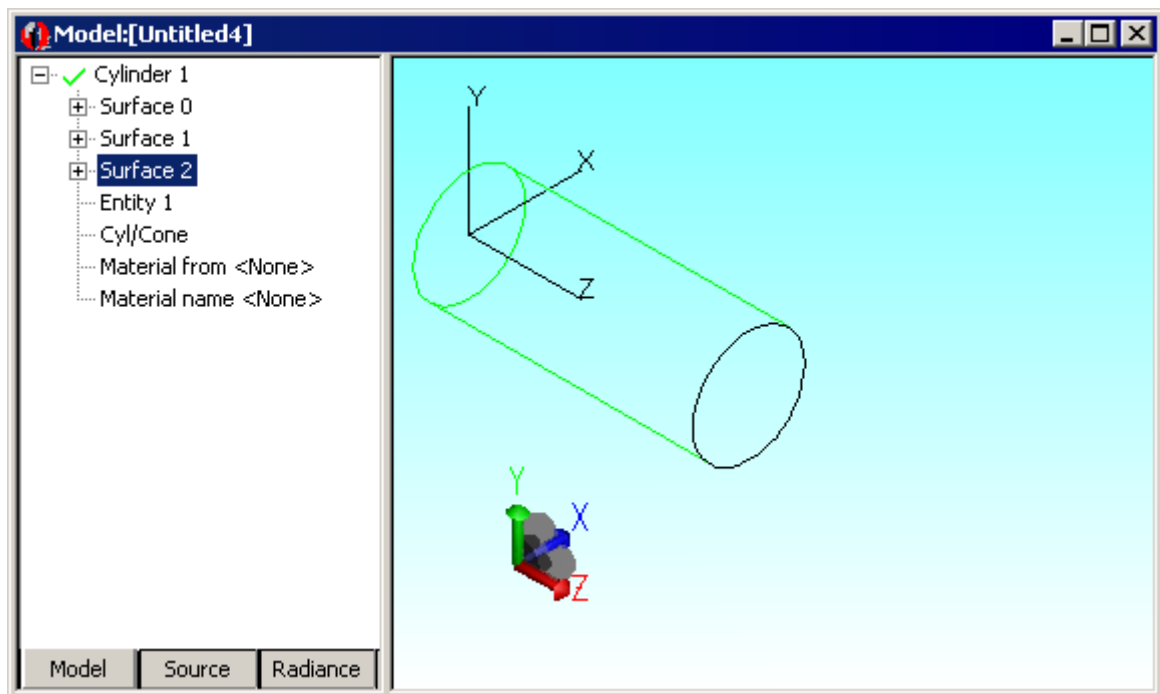 Model:[Untitled4]
Cylinder 1
Surface 0
Surface 1
Surface 2
Entity 1
Cyl/Cone
Material from <None>
Material name <None>
Y
X
Z
Y
X
Z
Model Source Radiance